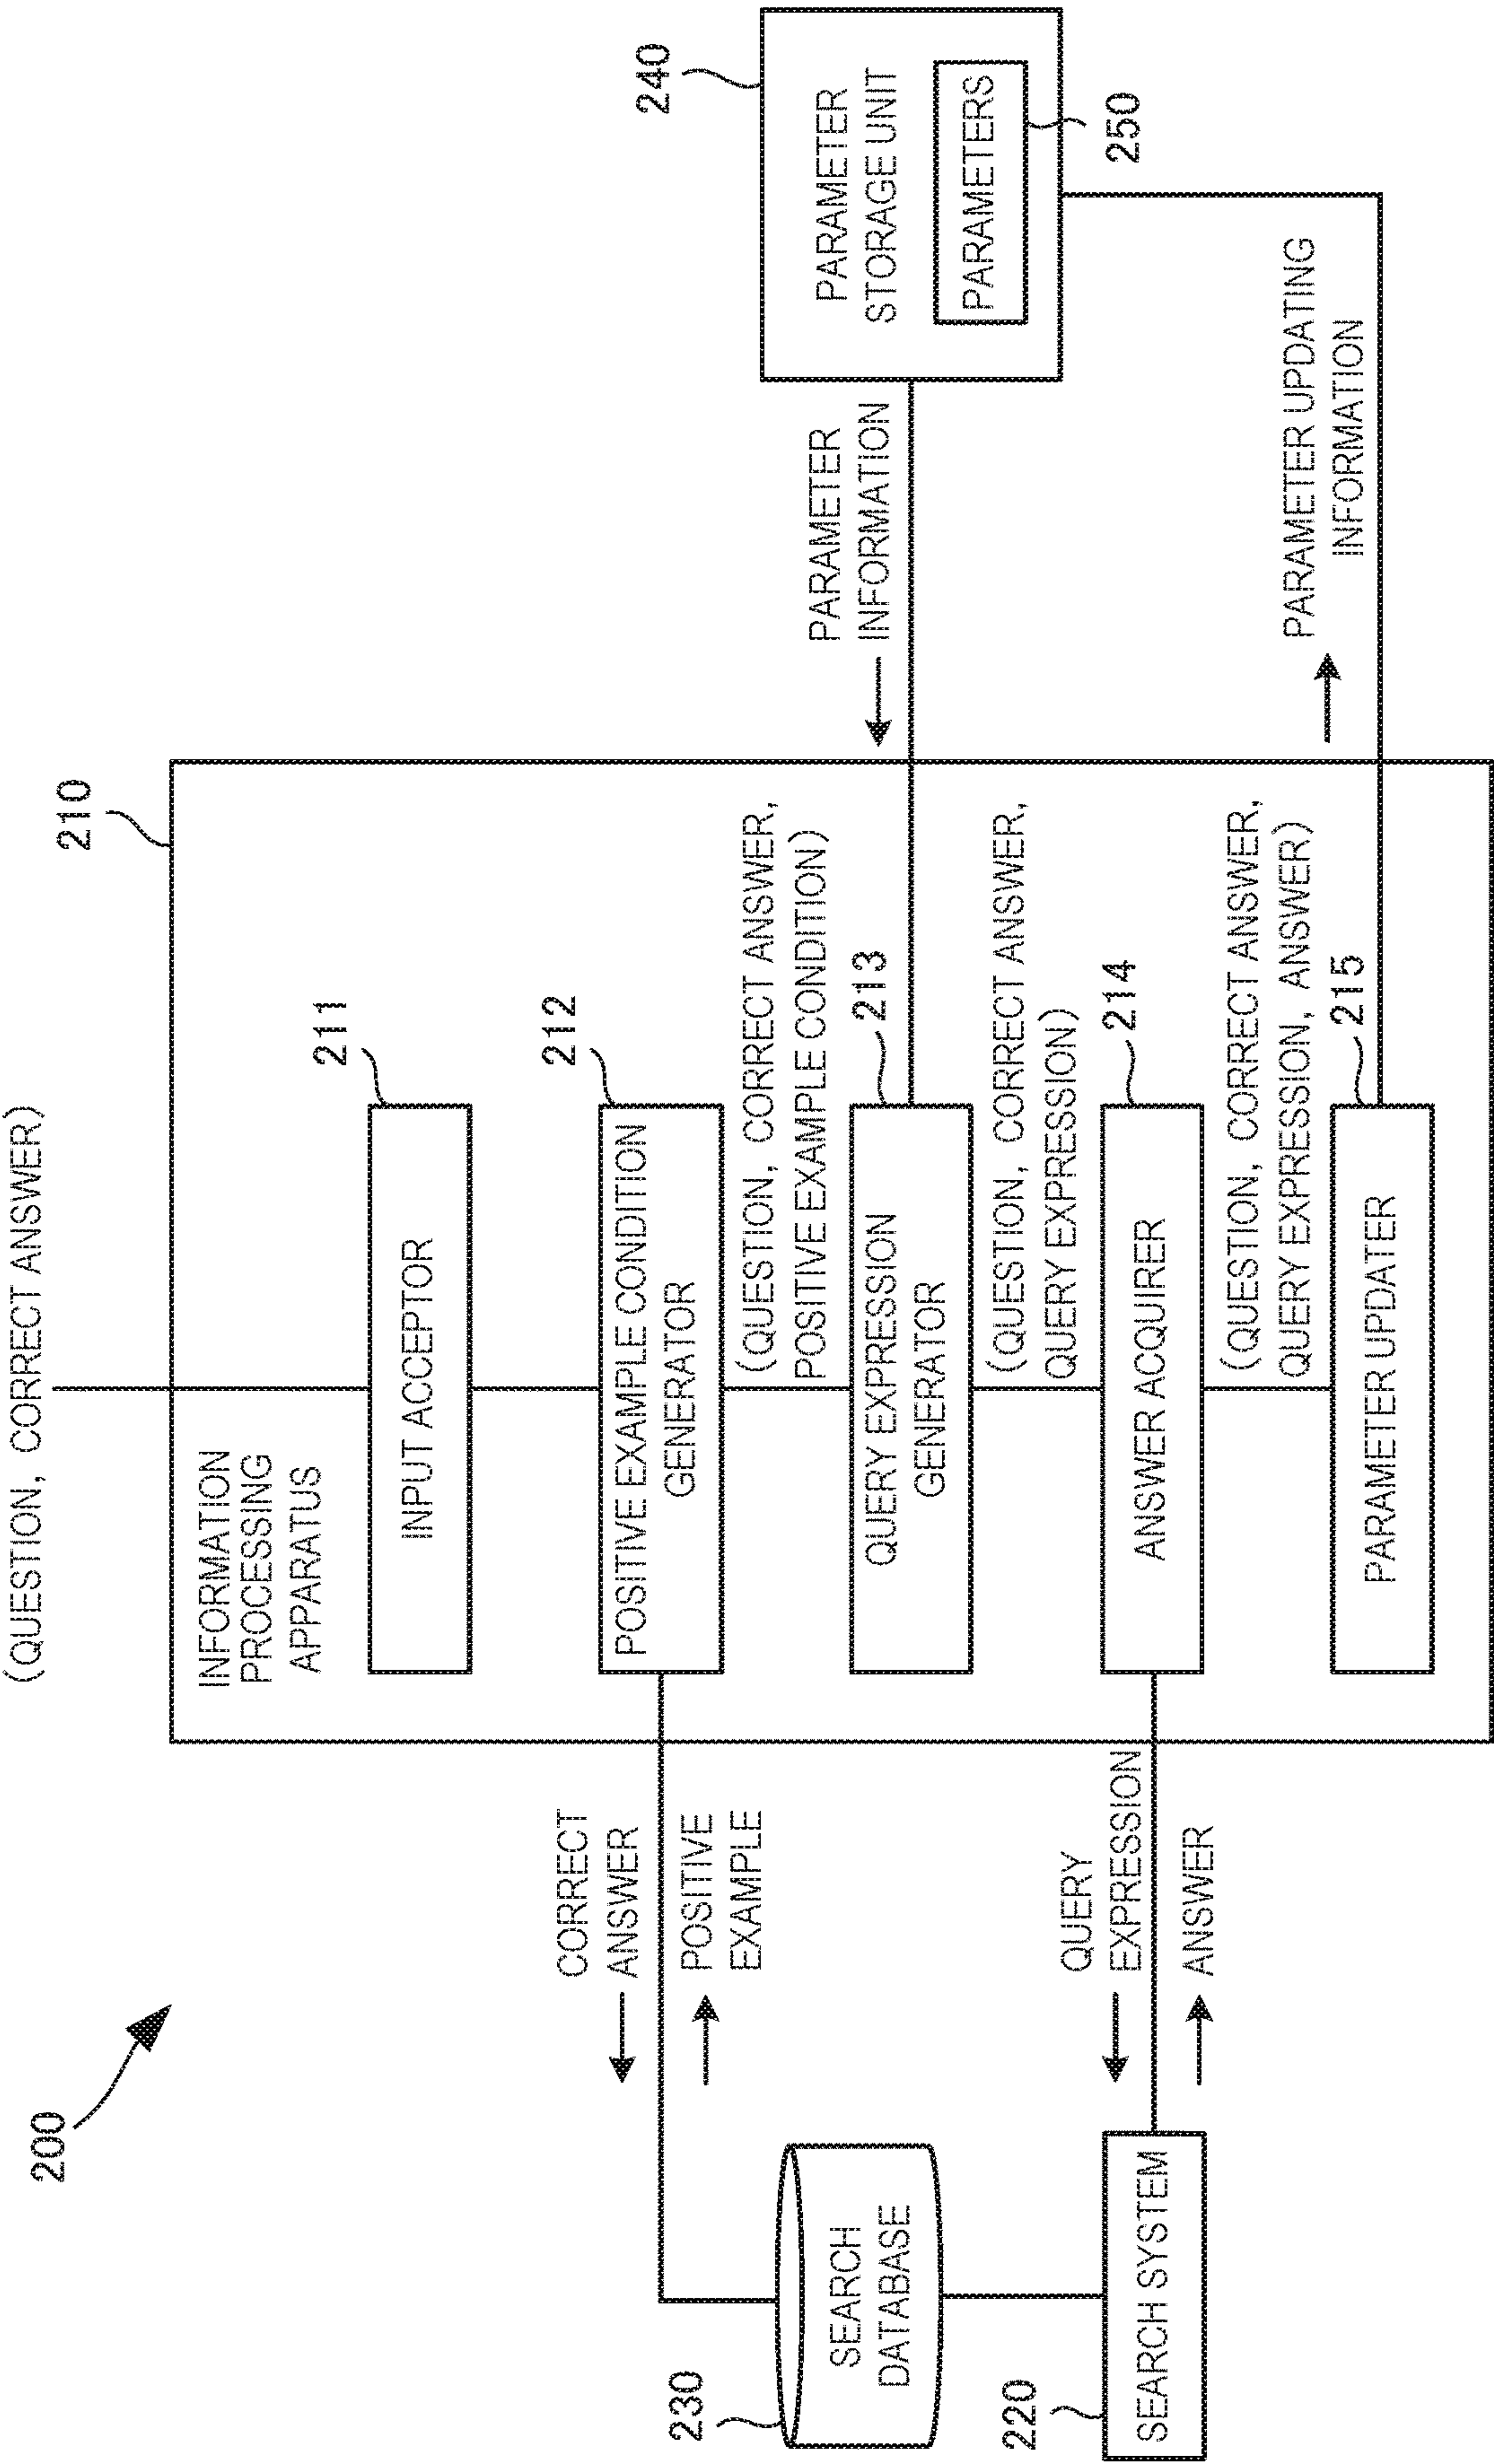 200
(QUESTION, CORRECT ANSWER)
210
INFORMATION
PROCESSING
APPARATUS
211
INPUT ACCEPTOR
212
POSITIVE EXAMPLE CONDITION
GENERATOR
CORRECT
ANSWER
POSITIVE
EXAMPLE
(QUESTION, CORRECT ANSWER,
POSITIVE EXAMPLE CONDITION)
213
QUERY EXPRESSION
GENERATOR
230
SEARCH
DATABASE
240
PARAMETER
STORAGE UNIT
PARAMETERS
250
PARAMETER
INFORMATION
(QUESTION, CORRECT ANSWER,
QUERY EXPRESSION)
214
ANSWER ACQUIRER
QUERY
EXPRESSION
ANSWER
220
SEARCH SYSTEM
(QUESTION, CORRECT ANSWER,
QUERY EXPRESSION, ANSWER)
215
PARAMETER UPDATER
PARAMETER UPDATING
INFORMATION